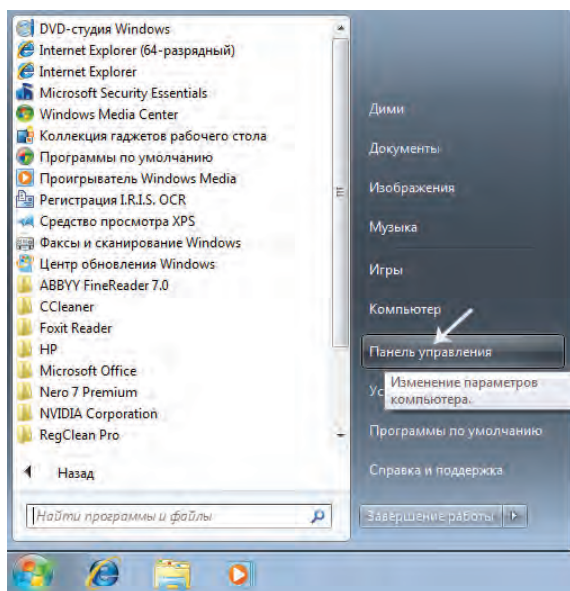 DVD-студия Windows
Internet Explorer (64-разрядный)
Internet Explorer
Microsoft Security Essentials
Windows Media Center
Коллекция гаджетов рабочего стола
Программы по умолчанию
Проигрыватель Windows Media
Регистрация I.R.I.S. OCR
Средство просмотра XPS
Факсы и сканирование Windows
Центр обновления Windows
ABBYY FineReader 7.0
CCleaner
Foxit Reader
HP
Microsoft Office
Nero 7 Premium
NVIDIA Corporation
RegClean Pro
Назад
Найти программы и файлы
Дими
Документы
Изображения
Музыка
Игры
Компьютер
Панель управления
Ус
Изменение параметров
компьютера.
Программы по умолчанию
Справка и поддержка
Завершение работы